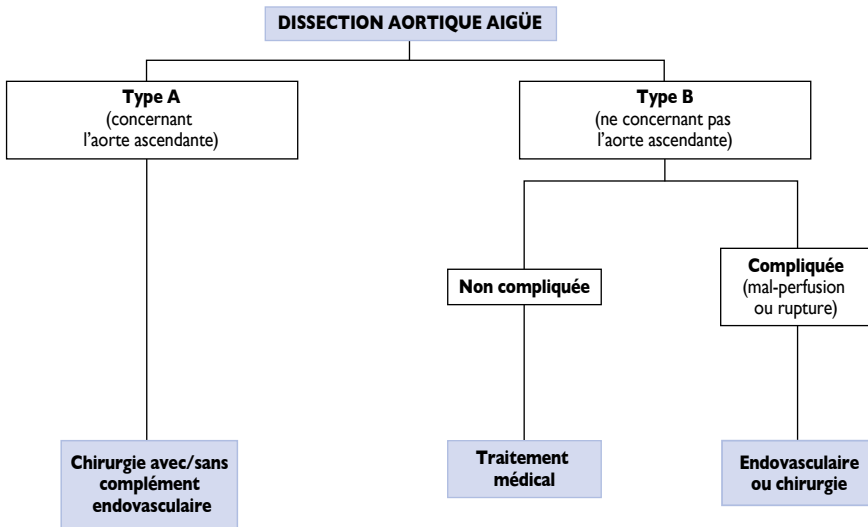 DISSECTION AORTIQUE AIGÜE
Type A
(concernant
l'aorte ascendante)
Type B
(ne concernant pas
l'aorte ascendante)
Non compliquée
Compliquée
(mal-perfusion
ou rupture)
Chirurgie avec/sans
complément
endovasculaire
Traitement
médical
Endovasculaire
ou chirurgie